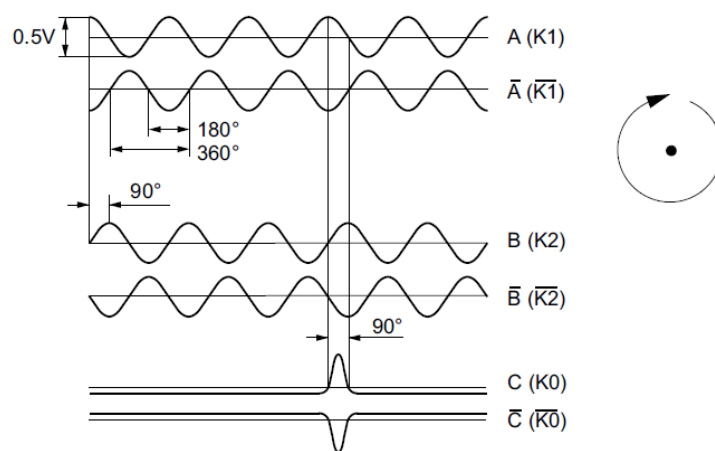 0.5V
A (K1)
A̅ (K̅1̅)
180°
360°
90°
B (K2)
B̅ (K̅2̅)
90°
C (K0)
C̅ (K̅0̅)